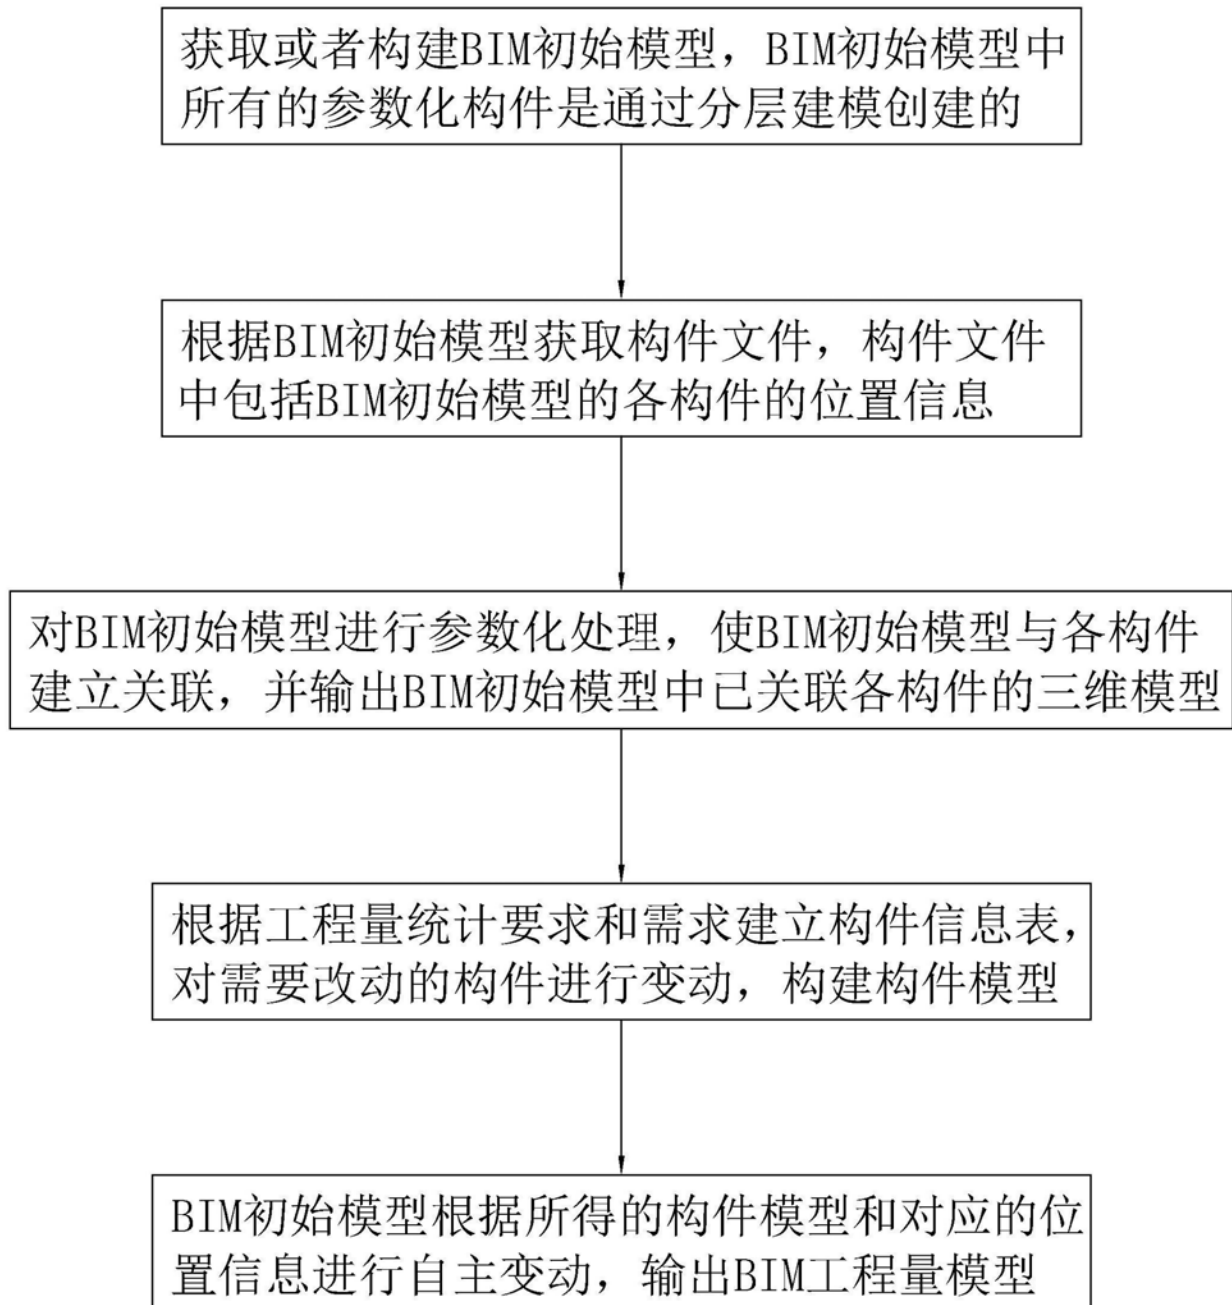 获取或者构建BIM初始模型，BIM初始模型中
所有的参数化构件是通过分层建模创建的
根据BIM初始模型获取构件文件，构件文件
中包括BIM初始模型的各构件的位置信息
对BIM初始模型进行参数化处理，使BIM初始模型与各构件
建立关联，并输出BIM初始模型中已关联各构件的三维模型
根据工程量统计要求和需求建立构件信息表，
对需要改动的构件进行变动，构建构件模型
BIM初始模型根据所得的构件模型和对应的位
置信息进行自主变动，输出BIM工程量模型